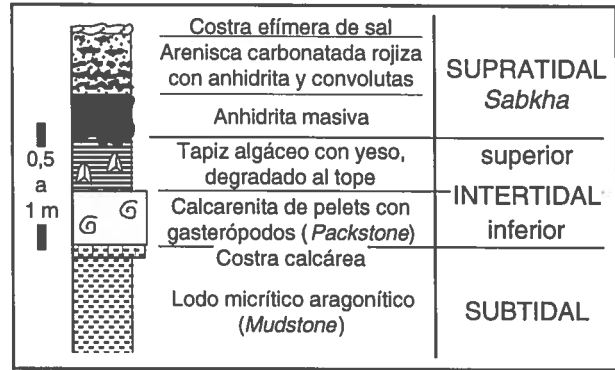 Costra efímera de sal
Arenisca carbonatada rojiza
con anhidrita y convolutas
SUPRATIDAL
Sabkha
Anhidrita masiva
0,5
a
1 m
Tapiz algáceo con yeso,
degradado al tope
superior
INTERTIDAL
inferior
Calcarenita de pelets con
gasterópodos (Packstone)
Costra calcárea
Lodo micrítico aragonítico
(Mudstone)
SUBTIDAL